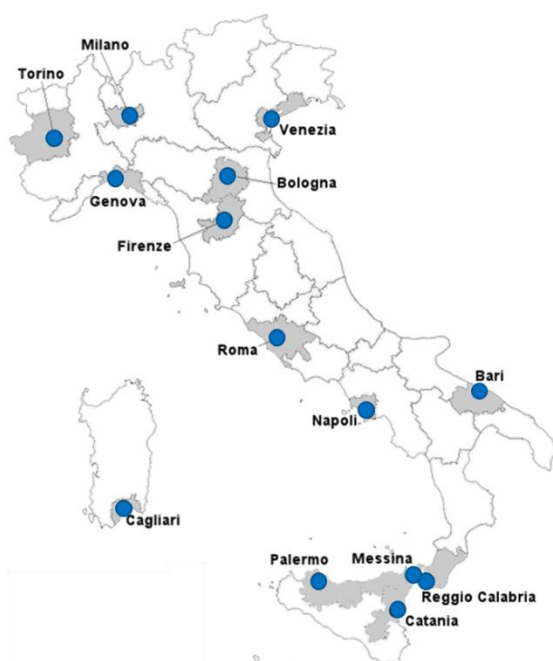 Milano
Torino
Venezia
Bologna
Genova
Firenze
Roma
Bari
Napoli
Cagliari
Palermo
Messina
Reggio Calabria
Catania